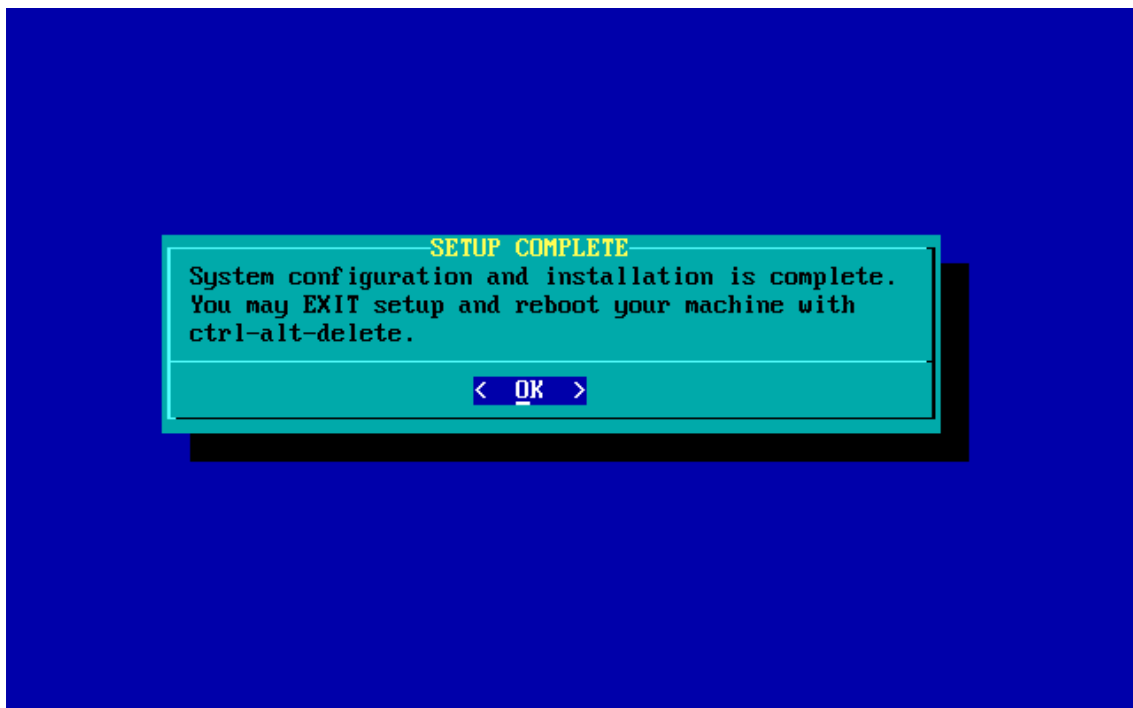 SETUP COMPLETE
System configuration and installation is complete.
You may EXIT setup and reboot your machine with
ctrl-alt-delete.
< OK >